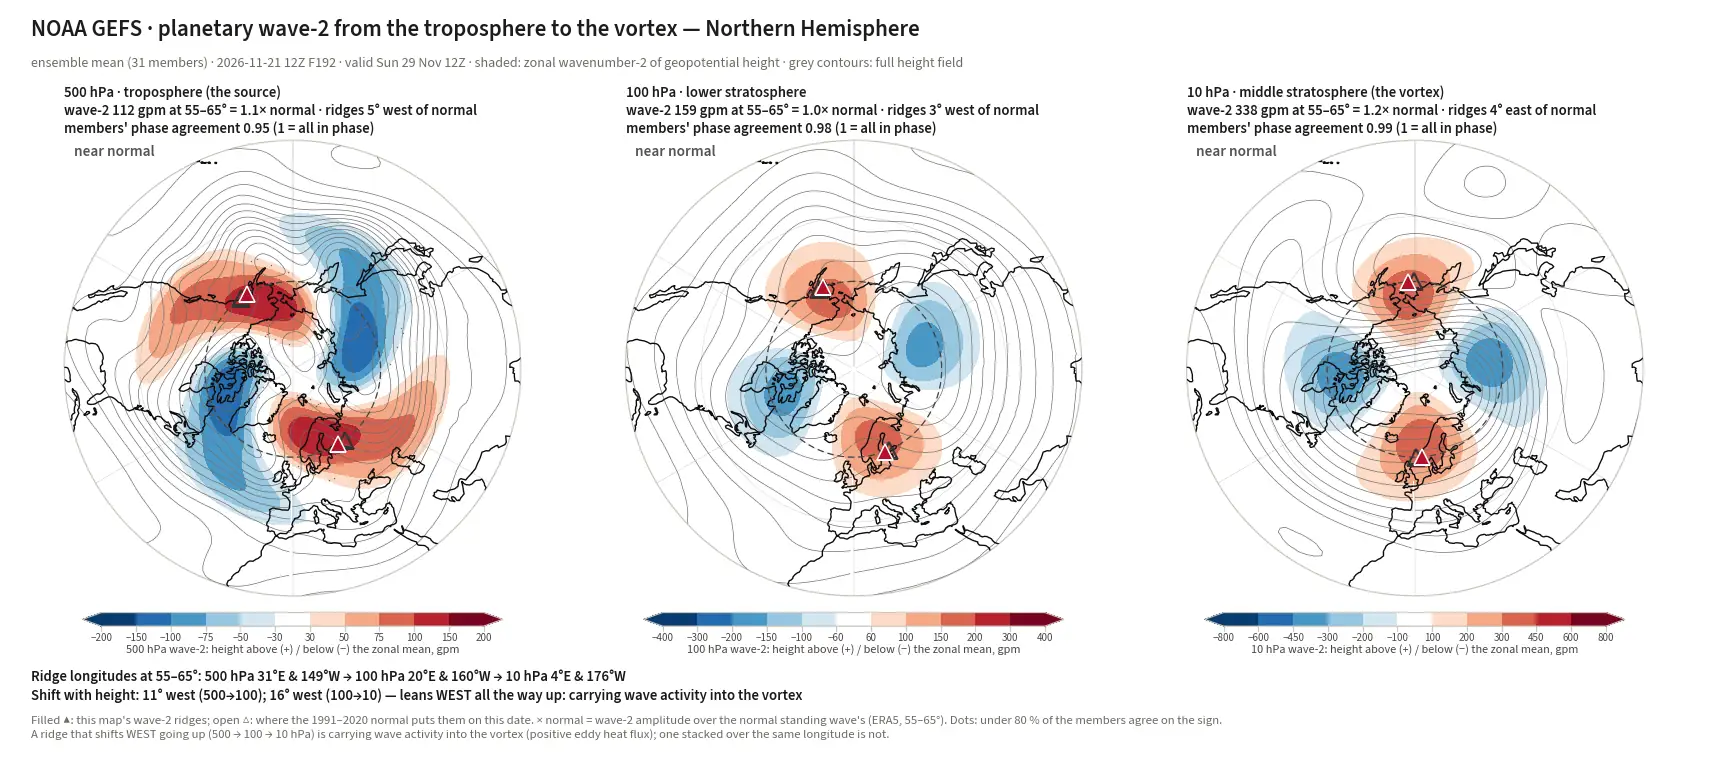 NOAA GEFS · planetary wave-2 from the troposphere to the vortex — Northern Hemisphere
ensemble mean (31 members) · 2026-11-21 12Z F192 · valid Sun 29 Nov 12Z · shaded: zonal wavenumber-2 of geopotential height · grey contours: full height field
500 hPa · troposphere (the source)
wave-2 112 gpm at 55–65° = 1.1× normal · ridges 5° west of normal
members' phase agreement 0.95 (1 = all in phase)
near normal
100 hPa · lower stratosphere
wave-2 159 gpm at 55–65° = 1.0× normal · ridges 3° west of normal
members' phase agreement 0.98 (1 = all in phase)
near normal
10 hPa · middle stratosphere (the vortex)
wave-2 338 gpm at 55–65° = 1.2× normal · ridges 4° east of normal
members' phase agreement 0.99 (1 = all in phase)
near normal
−200 −150 −100 −75 −50 −30 30 50 75 100 150 200
500 hPa wave-2: height above (+) / below (−) the zonal mean, gpm
−400 −300 −200 −150 −100 −60 60 100 150 200 300 400
100 hPa wave-2: height above (+) / below (−) the zonal mean, gpm
−800 −600 −450 −300 −200 −100 100 200 300 450 600 800
10 hPa wave-2: height above (+) / below (−) the zonal mean, gpm
Ridge longitudes at 55–65°: 500 hPa 31°E & 149°W → 100 hPa 20°E & 160°W → 10 hPa 4°E & 176°W
Shift with height: 11° west (500→100); 16° west (100→10) — leans WEST all the way up: carrying wave activity into the vortex
Filled ▲: this map's wave-2 ridges; open △: where the 1991–2020 normal puts them on this date. × normal = wave-2 amplitude over the normal standing wave's (ERA5, 55–65°). Dots: under 80 % of the members agree on the sign.
A ridge that shifts WEST going up (500 → 100 → 10 hPa) is carrying wave activity into the vortex (positive eddy heat flux); one stacked over the same longitude is not.